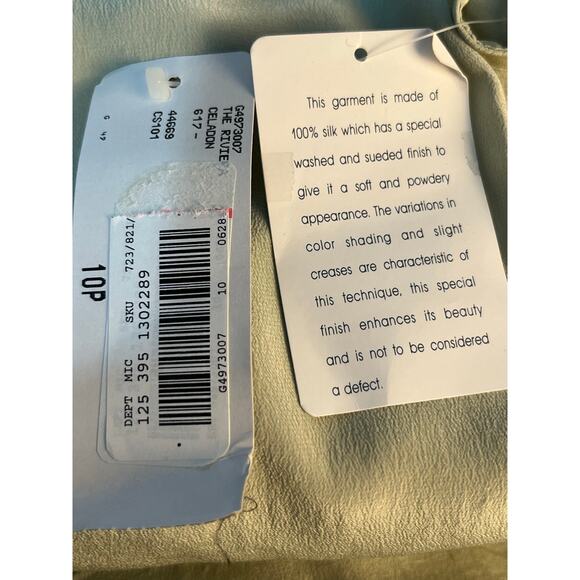 G4973007
THE RIVIERA
CELADON
617-
44669
CS101
10P
DEPT MIC SKU 723/821/
125 395 1302289
G4973007 10 0628
This garment is made of
100% silk which has a special
washed and sueded finish to
give it a soft and powdery
appearance. The variations in
color shading and slight
creases are characteristic of
this technique, this special
finish enhances its beauty
and is not to be considered
a defect.